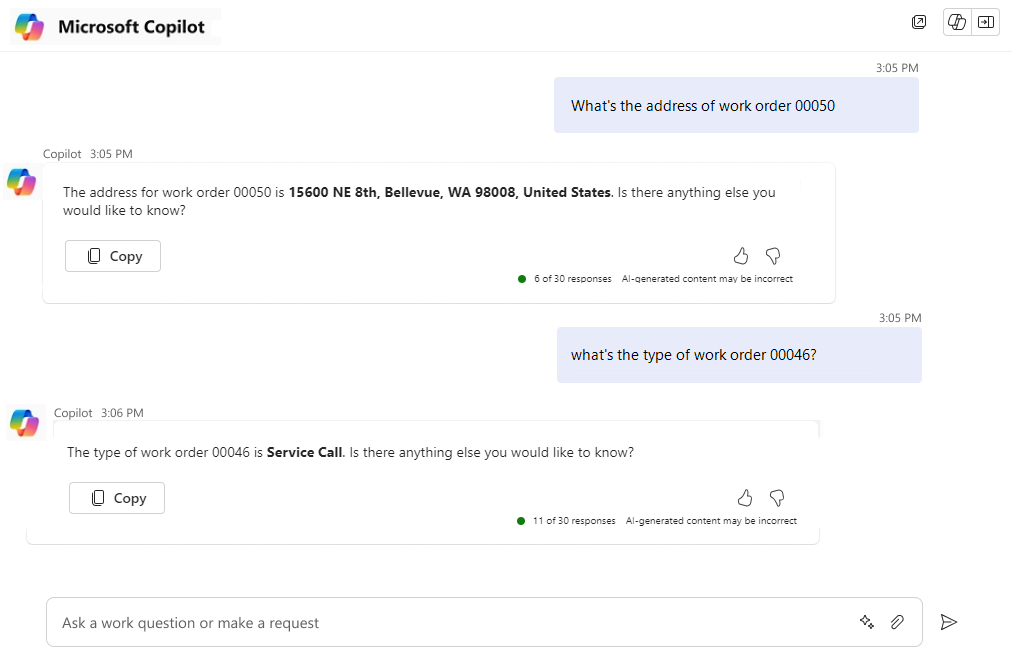 Microsoft Copilot
3:05 PM
What's the address of work order 00050
Copilot 3:05 PM
The address for work order 00050 is 15600 NE 8th, Bellevue, WA 98008, United States. Is there anything else you
would like to know?
Copy
6 of 30 responses AI-generated content may be incorrect
3:05 PM
what's the type of work order 00046?
Copilot 3:06 PM
The type of work order 00046 is Service Call. Is there anything else you would like to know?
Copy
11 of 30 responses AI-generated content may be incorrect
Ask a work question or make a request